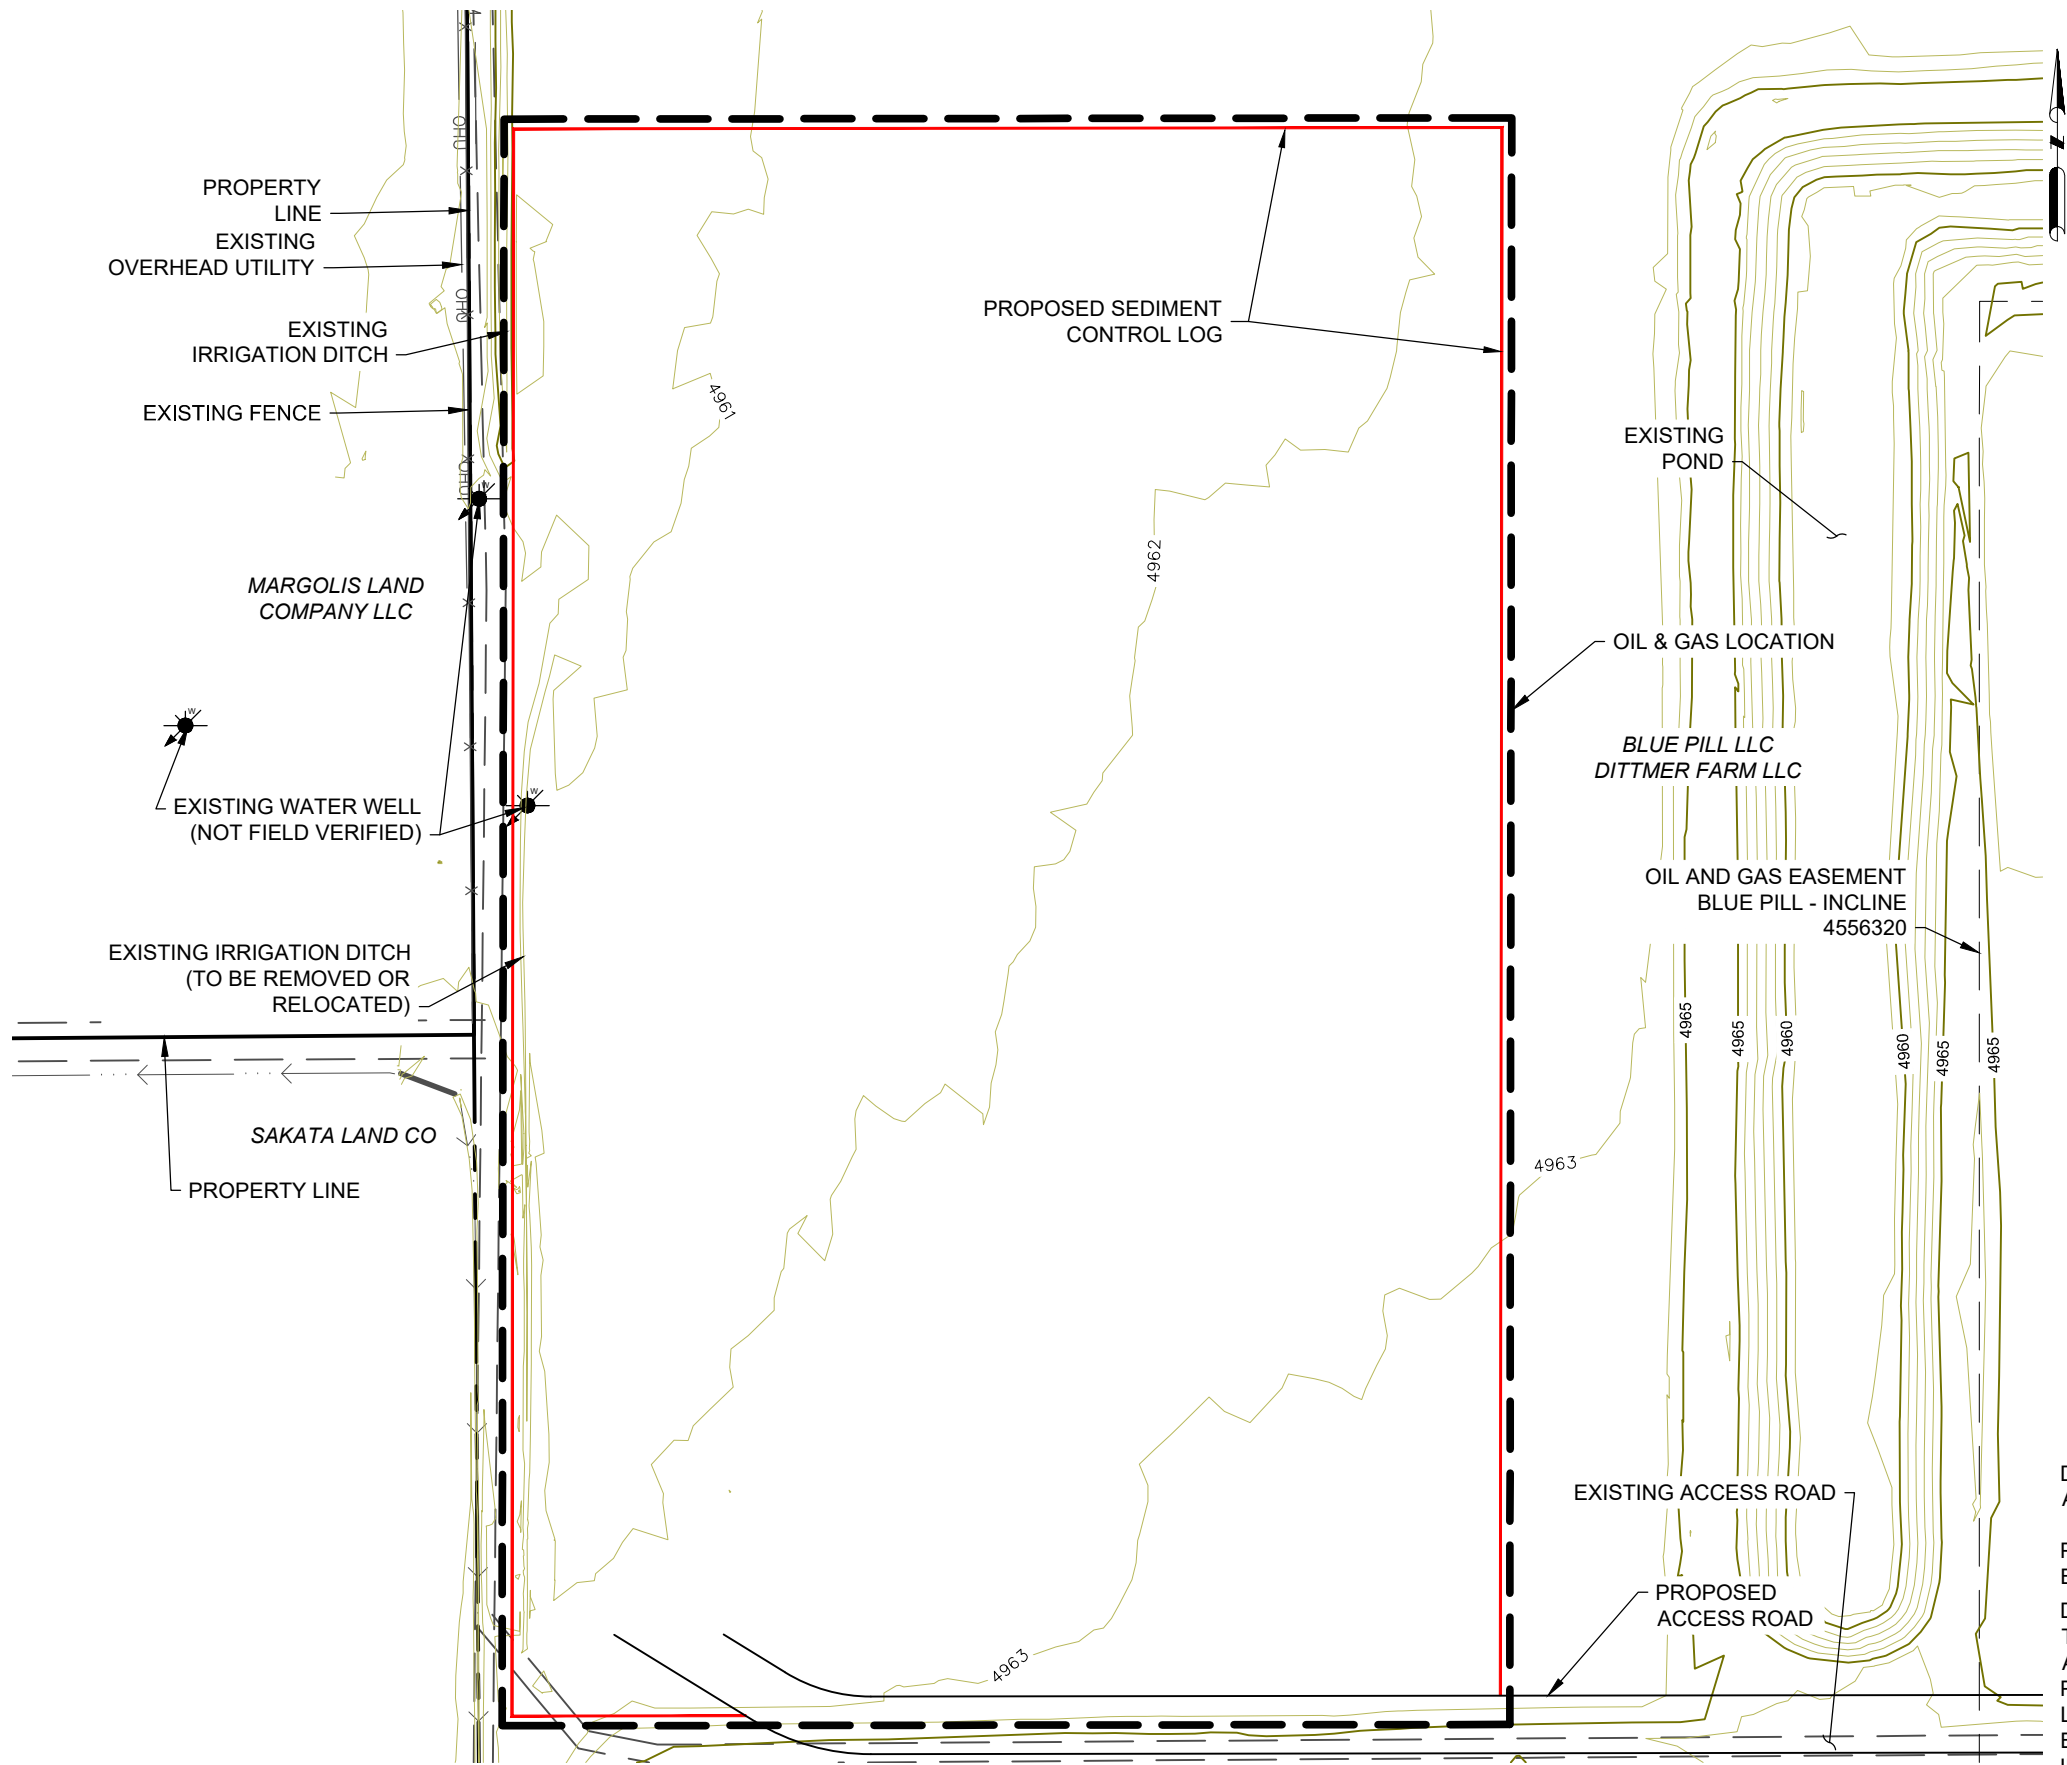 OHU
PROPERTY
LINE
EXISTING
OVERHEAD UTILITY
OHU
EXISTING
IRRIGATION DITCH
EXISTING FENCE
OHU
PROPOSED SEDIMENT
CONTROL LOG
4961
4962
EXISTING
POND
N
W
MARGOLIS LAND
COMPANY LLC
OIL & GAS LOCATION
W
BLUE PILL LLC
DITTMER FARM LLC
W
EXISTING WATER WELL
(NOT FIELD VERIFIED)
OIL AND GAS EASEMENT
BLUE PILL - INCLINE
4556320
EXISTING IRRIGATION DITCH
(TO BE REMOVED OR
RELOCATED)
4965
4965
4960
4960
4965
4965
SAKATA LAND CO
PROPERTY LINE
4963
EXISTING ACCESS ROAD
PROPOSED
ACCESS ROAD
4963